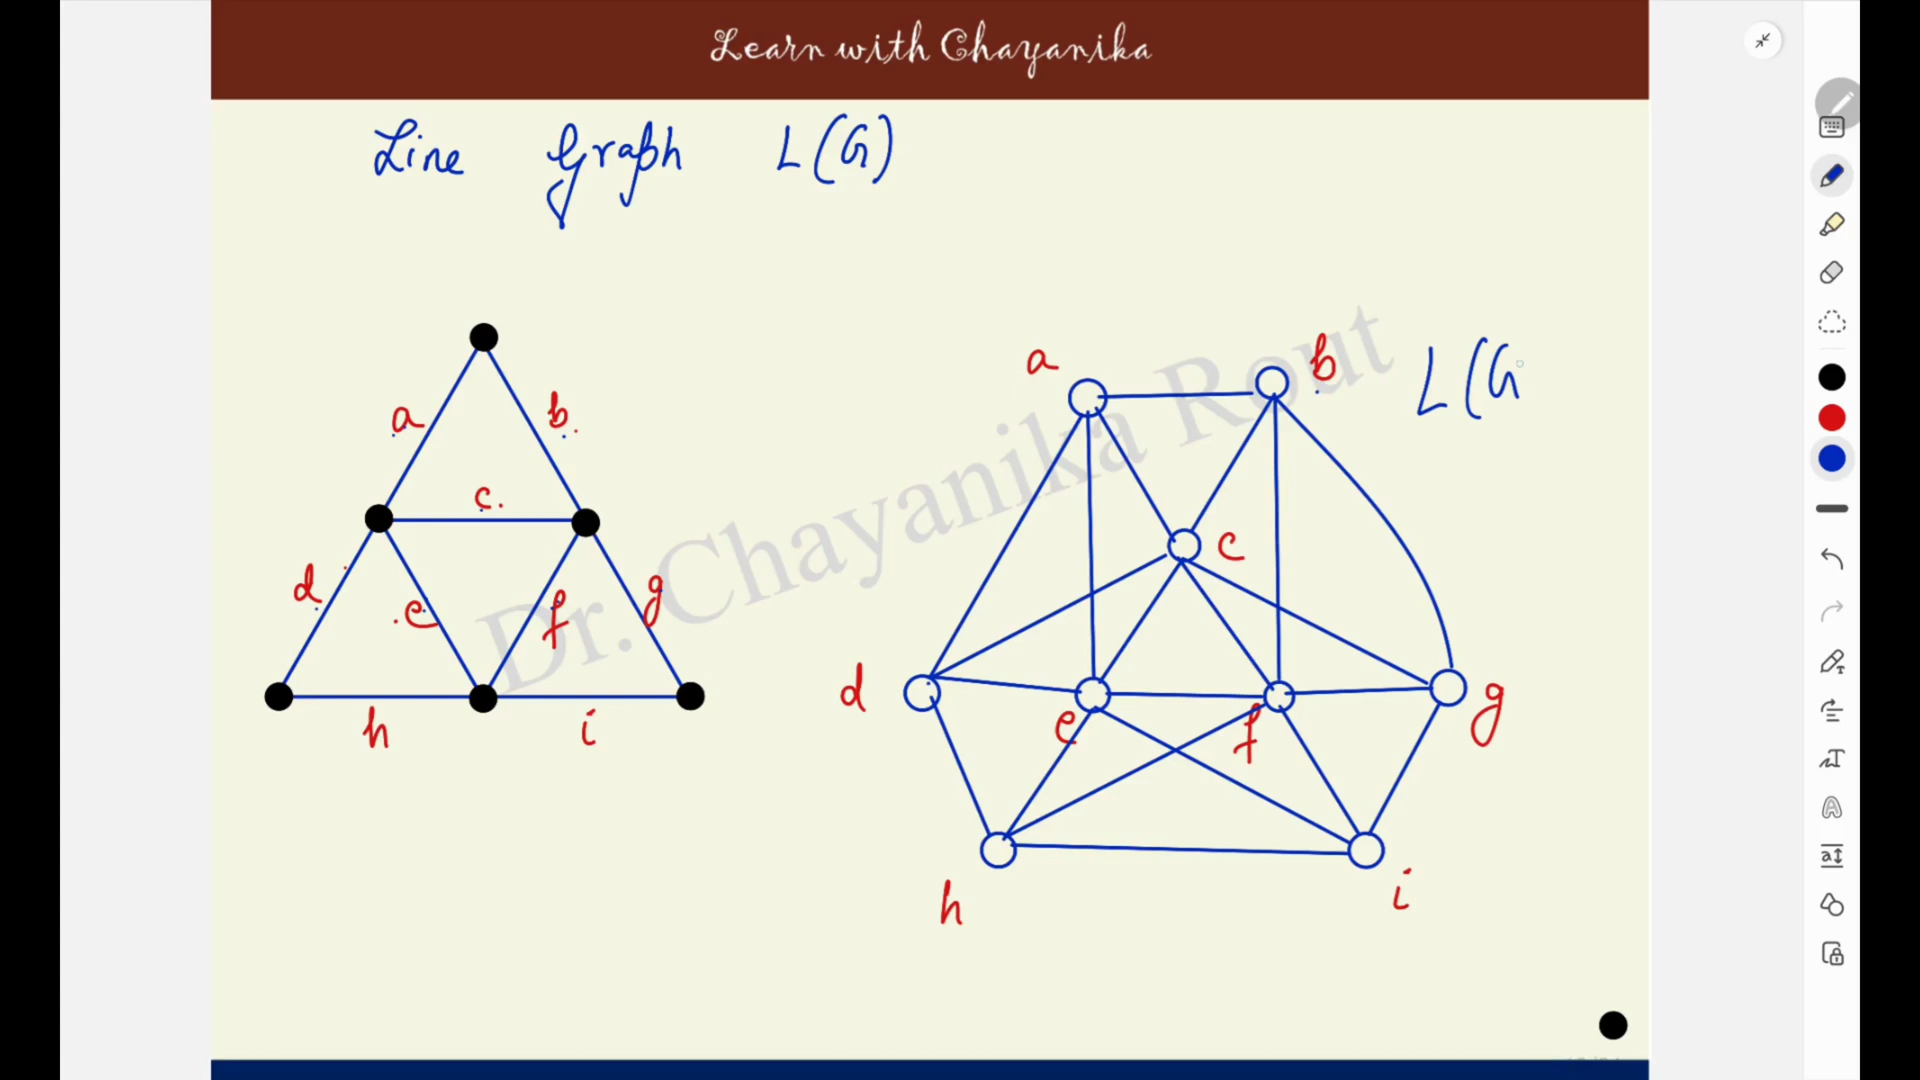 Learn with Chayanika
Line Graph L(G)
a
b
c
d
e
f
g
h
i
Dr. Chayanika Rout
a
b
L(G
c
d
e
f
g
h
i